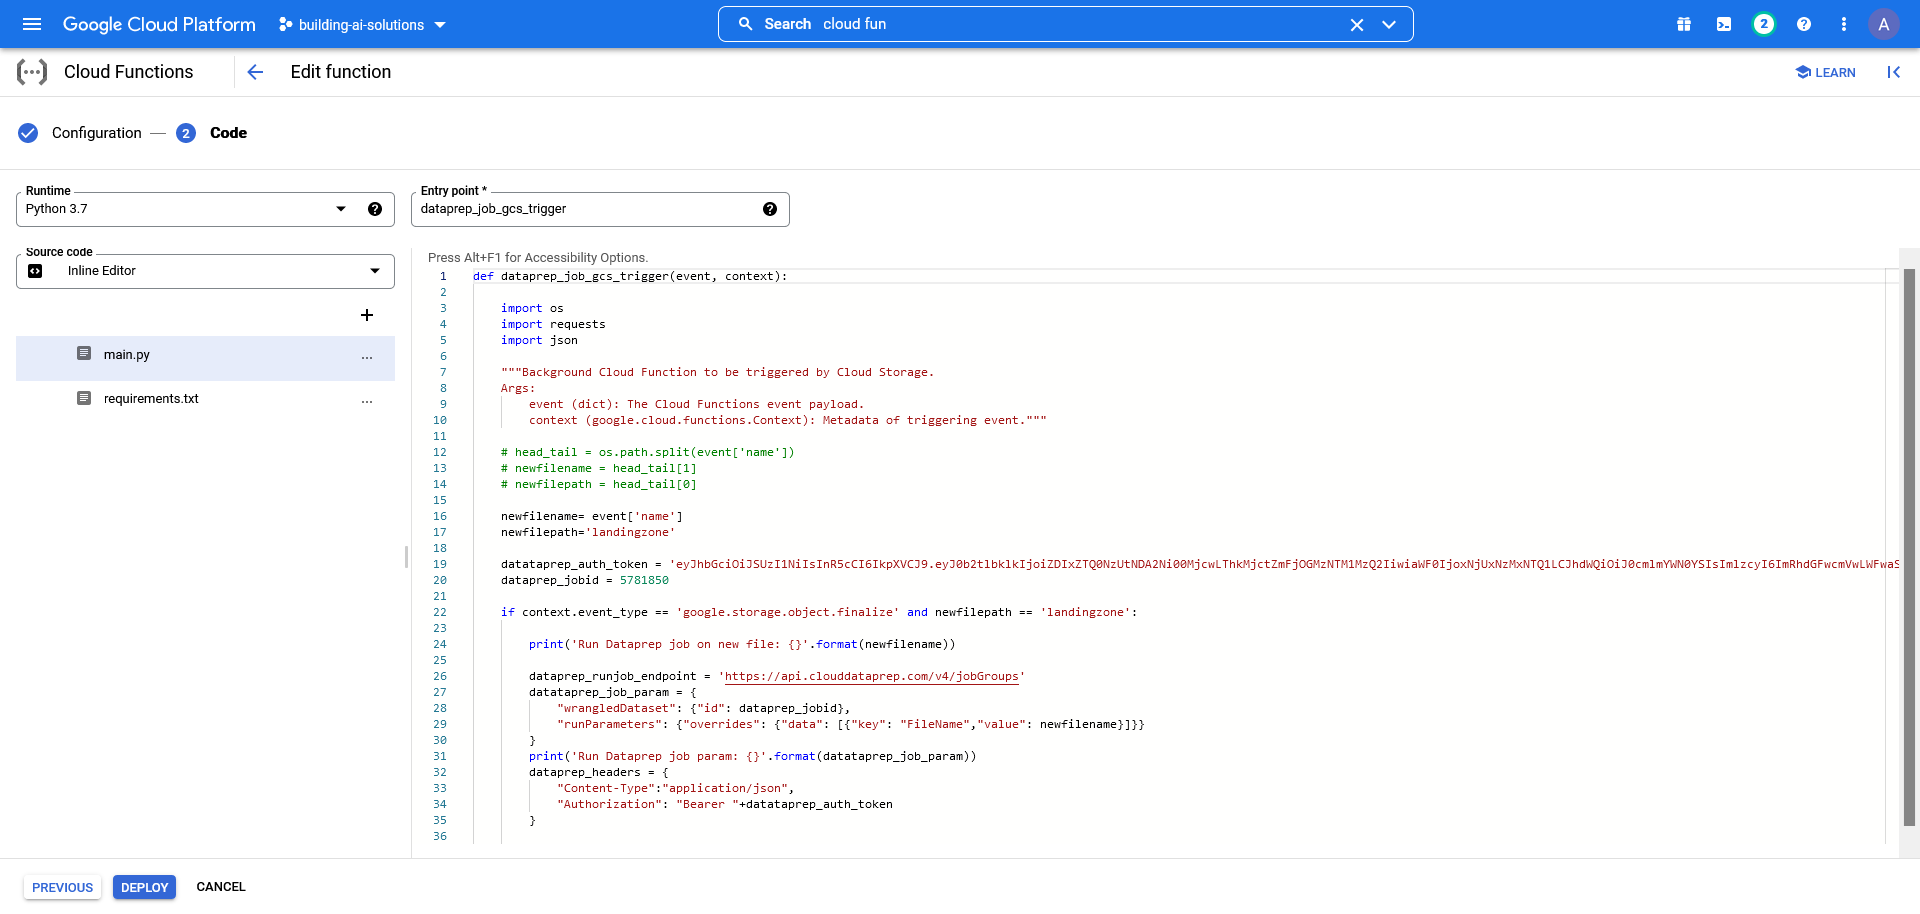 Google Cloud Platform
building-ai-solutions
Search cloud fun
2
A
Cloud Functions
Edit function
LEARN
Configuration
2 Code
Runtime
Python 3.7
Entry point *
dataprep_job_gcs_trigger
Source code
Inline Editor
main.py
...
requirements.txt
...
Press Alt+F1 for Accessibility Options.
1 def dataprep_job_gcs_trigger(event, context):
2
3 import os
4 import requests
5 import json
6
7 """Background Cloud Function to be triggered by Cloud Storage.
8 Args:
9 event (dict): The Cloud Functions event payload.
10 context (google.cloud.functions.Context): Metadata of triggering event."""
11
12 # head_tail = os.path.split(event['name'])
13 # newfilename = head_tail[1]
14 # newfilepath = head_tail[0]
15
16 newfilename= event['name']
17 newfilepath='landingzone'
18
19 datataprep_auth_token =
20 dataprep_jobid = 5781850
21
22 if context.event_type == 'google.storage.object.finalize' and newfilepath == 'landingzone':
23
24 print('Run Dataprep job on new file: {}'.format(newfilename))
25
26 dataprep_runjob_endpoint = 'https://api.clouddataprep.com/v4/jobGroups'
27 datataprep_job_param = {
28 "wrangledDataset": {"id": dataprep_jobid},
29 "runParameters": {"overrides": {"data": [{"key": "FileName","value": newfilename}]}}
30 }
31 print('Run Dataprep job param: {}'.format(datataprep_job_param))
32 dataprep_headers = {
33 "Content-Type":"application/json",
34 "Authorization": "Bearer "+datataprep_auth_token
35 }
36
PREVIOUS
DEPLOY
CANCEL